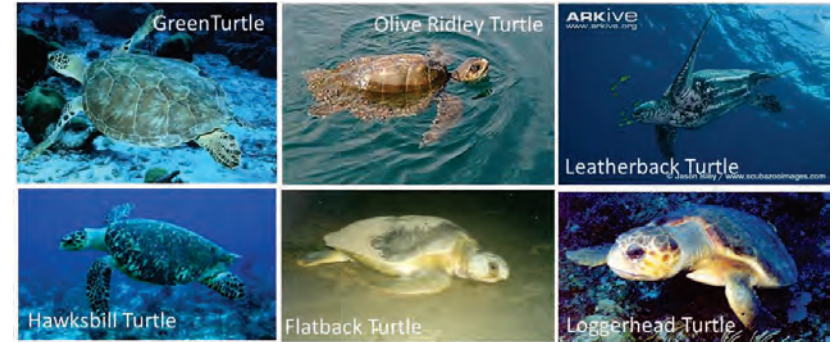 GreenTurtle
Olive Ridley Turtle
ARKive
www.arkive.org
Leatherback Turtle
© Jason Isley / www.scubazooimages.com
Hawksbill Turtle
Flatback Turtle
Loggerhead Turtle